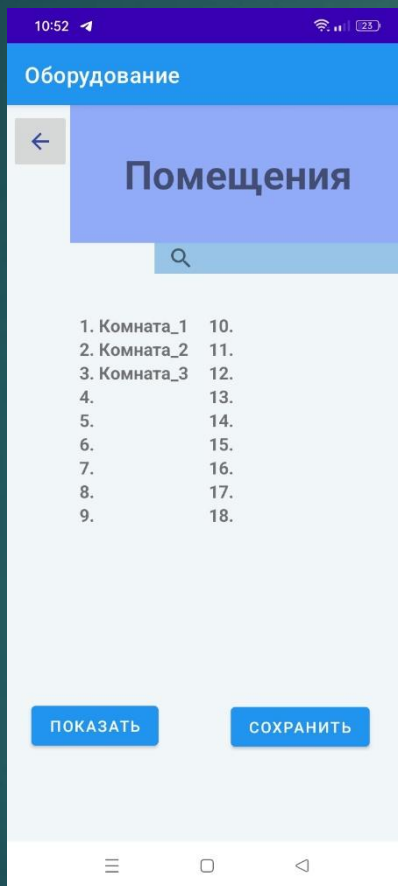 10:52 23
Оборудование
Помещения
1. Комната_1 10.
2. Комната_2 11.
3. Комната_3 12.
4. 13.
5. 14.
6. 15.
7. 16.
8. 17.
9. 18.
ПОКАЗАТЬ СОХРАНИТЬ